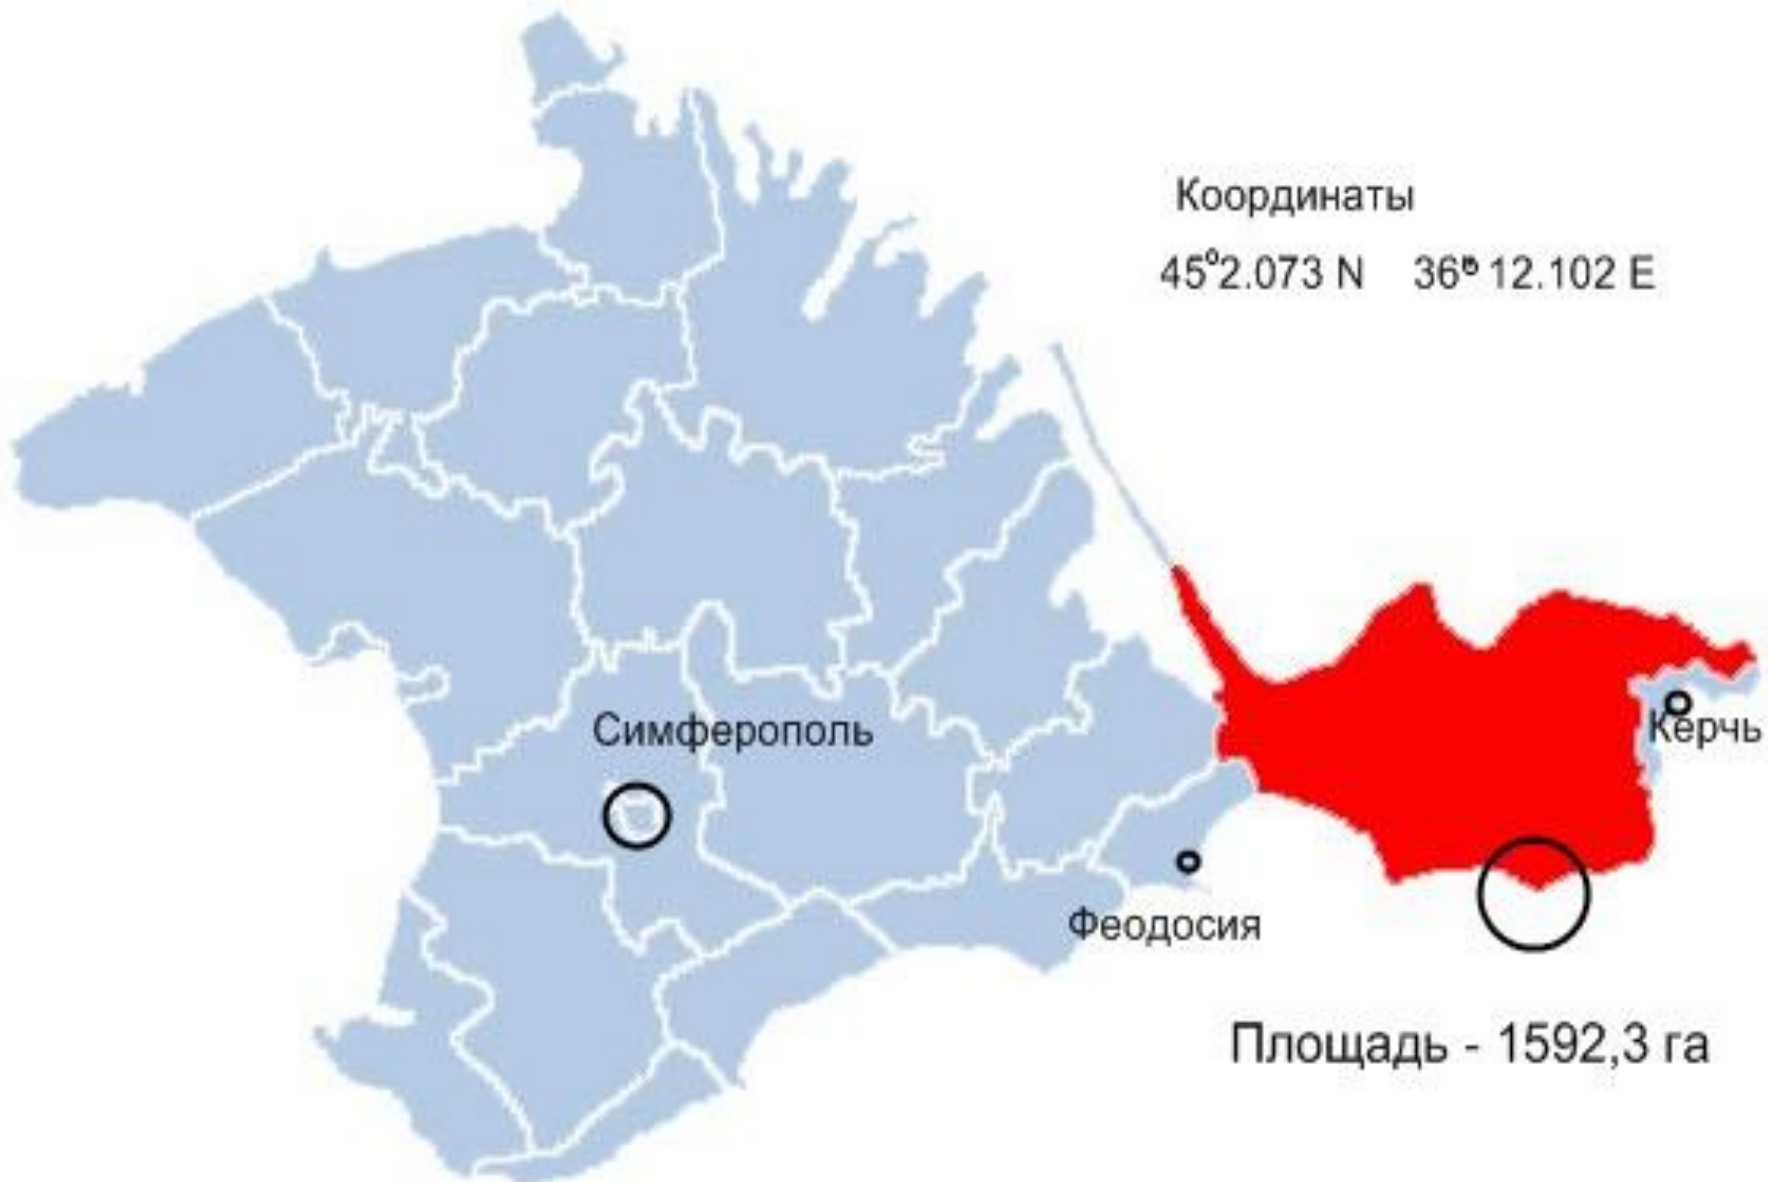 Координаты
45°2.073 N 36° 12.102 E
Симферополь
Керчь
Феодосия
Площадь - 1592,3 га